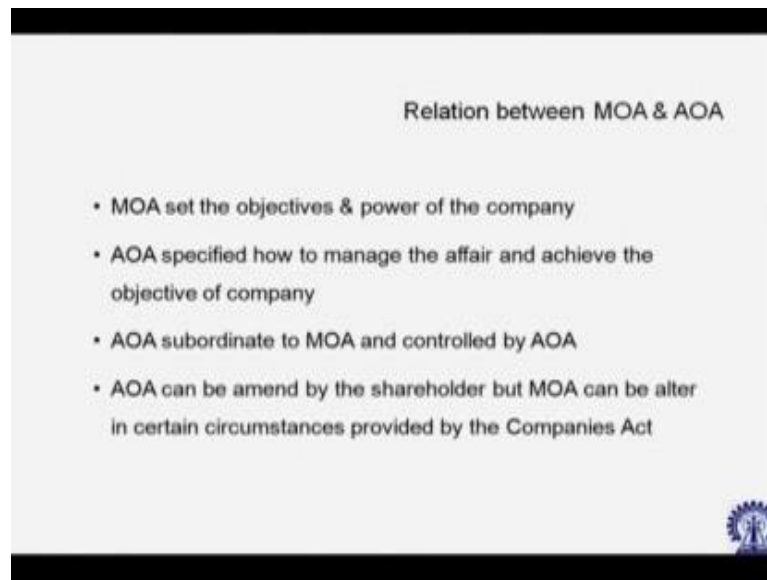 Relation between MOA & AOA
• MOA set the objectives & power of the company
• AOA specified how to manage the affair and achieve the
objective of company
• AOA subordinate to MOA and controlled by AOA
• AOA can be amend by the shareholder but MOA can be alter
in certain circumstances provided by the Companies Act